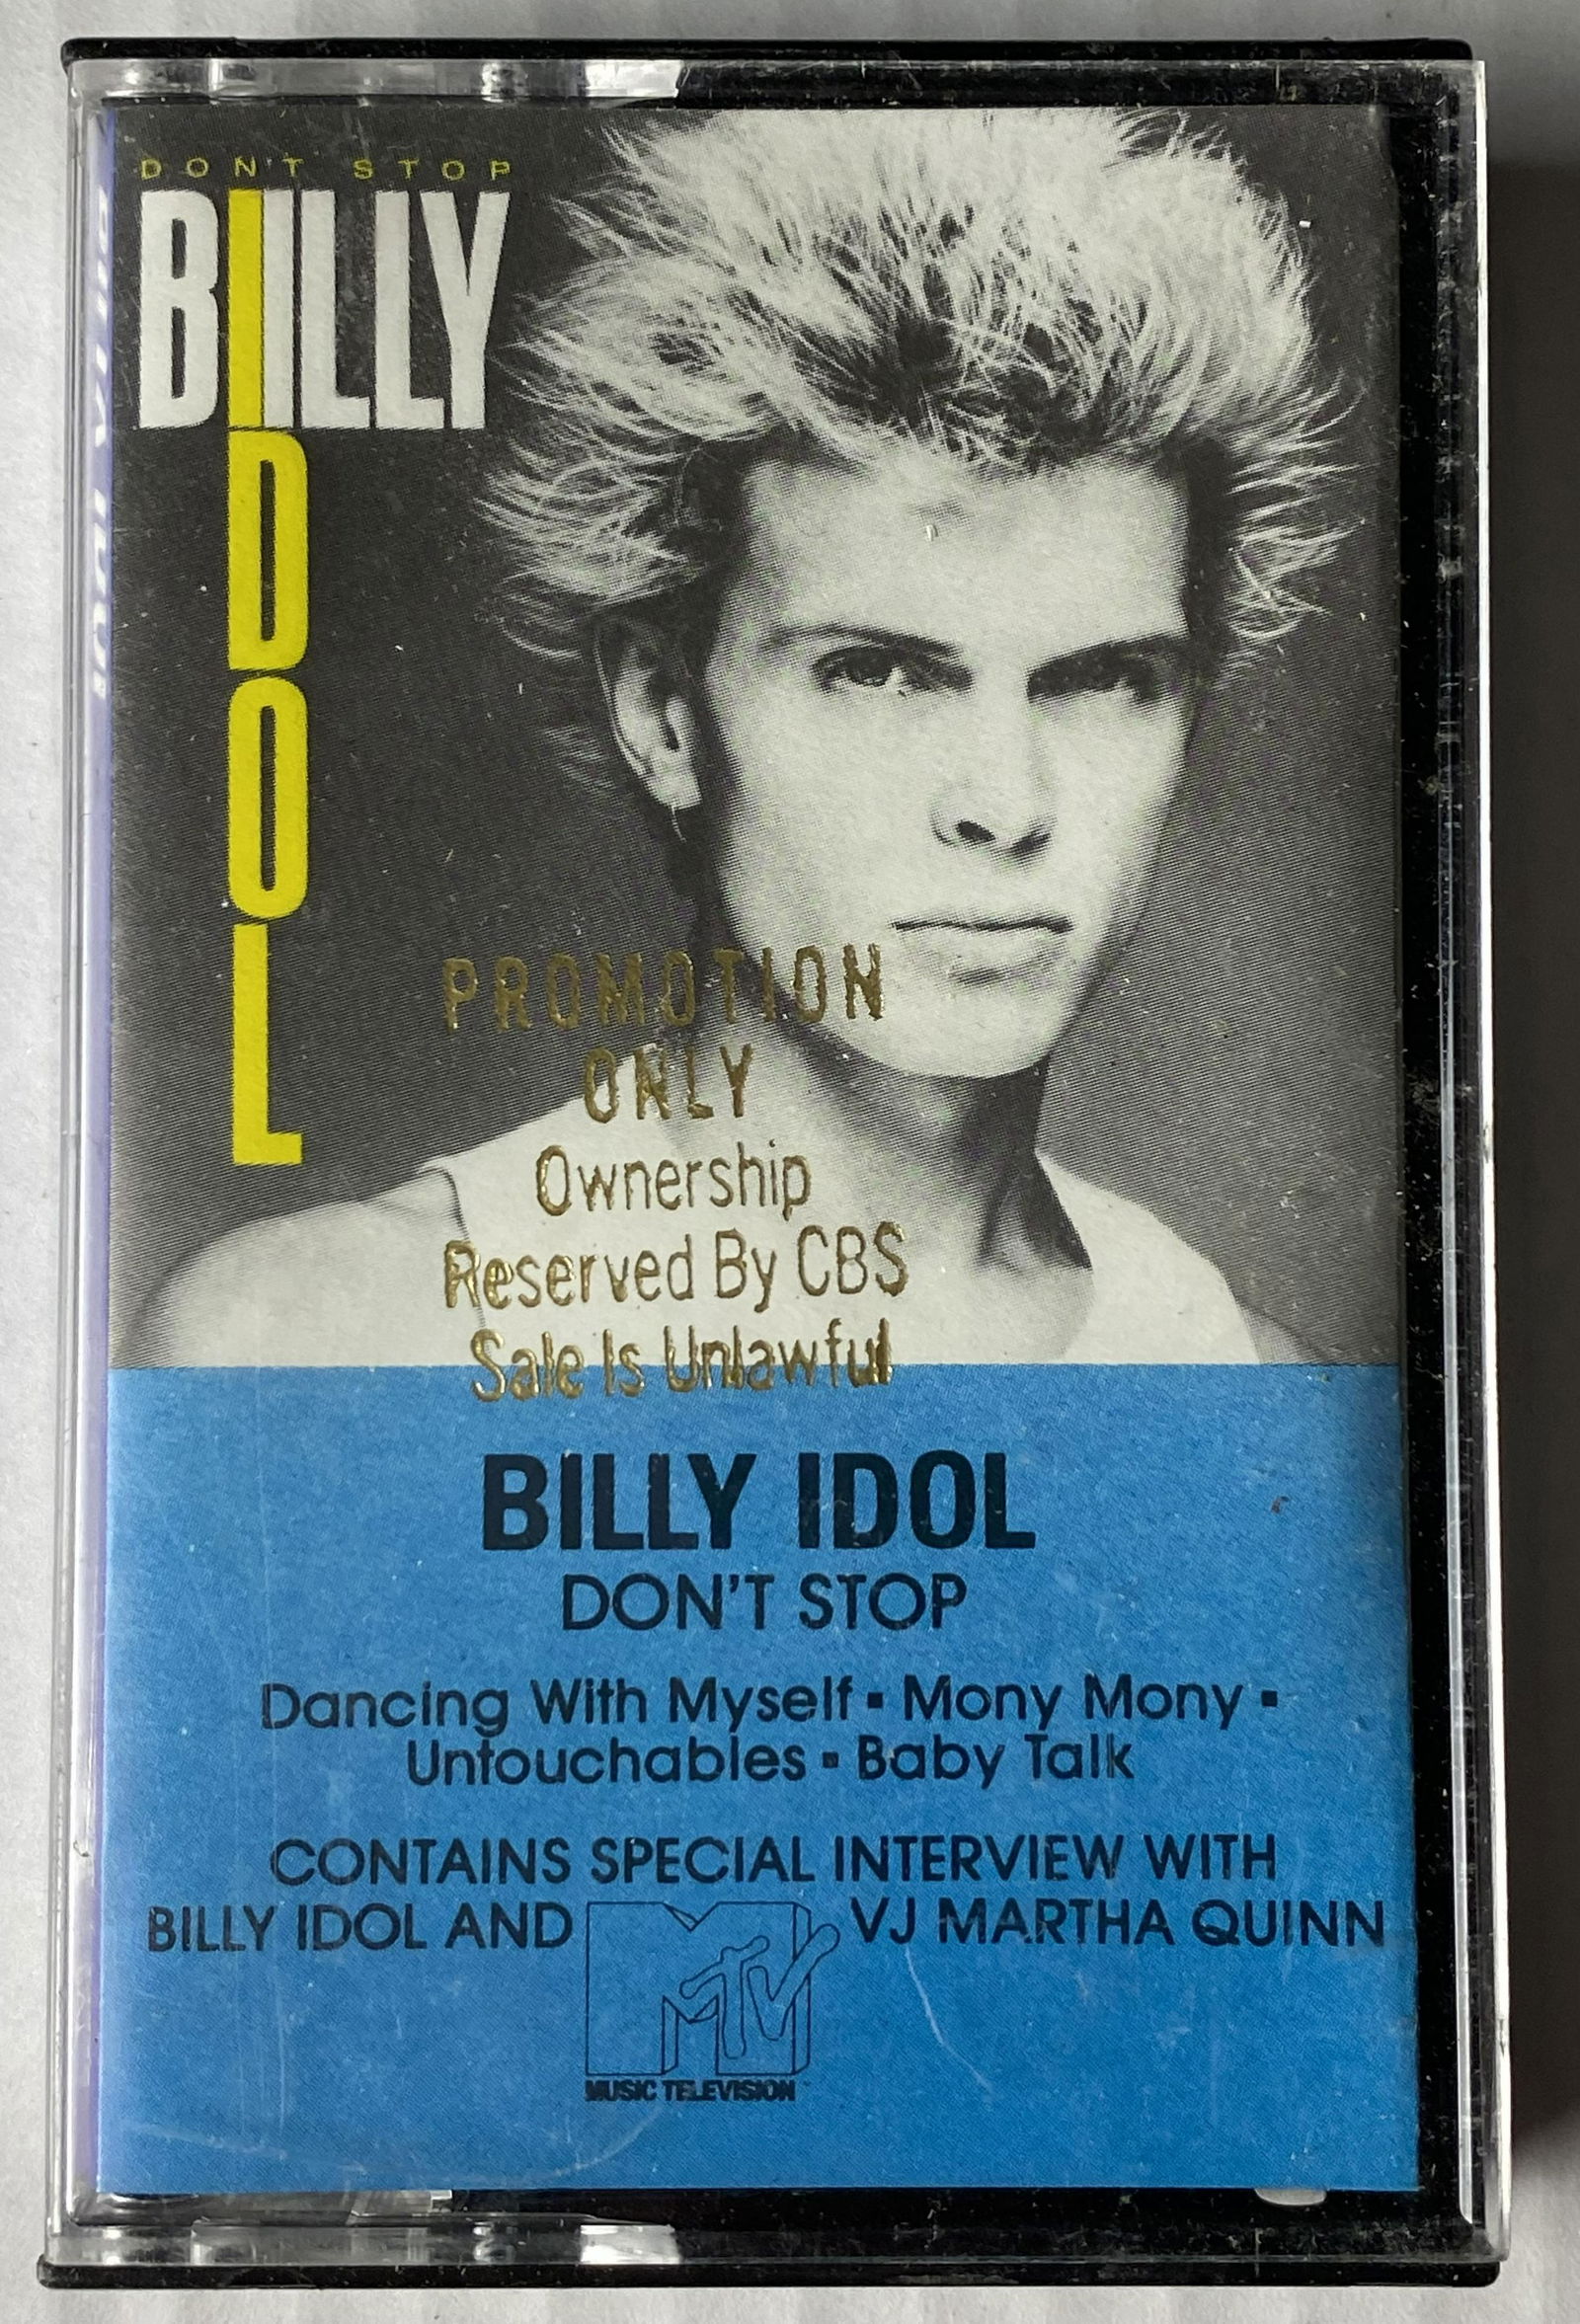 DON'T STOP
BILLY
IDOL
PROMOTION
ONLY
Ownership
Reserved By CBS
Sale Is Unlawful
BILLY IDOL
DON'T STOP
Dancing With Myself ▪ Mony Mony ▪
Untouchables ▪ Baby Talk
CONTAINS SPECIAL INTERVIEW WITH
BILLY IDOL AND MTV VJ MARTHA QUINN
MUSIC TELEVISION